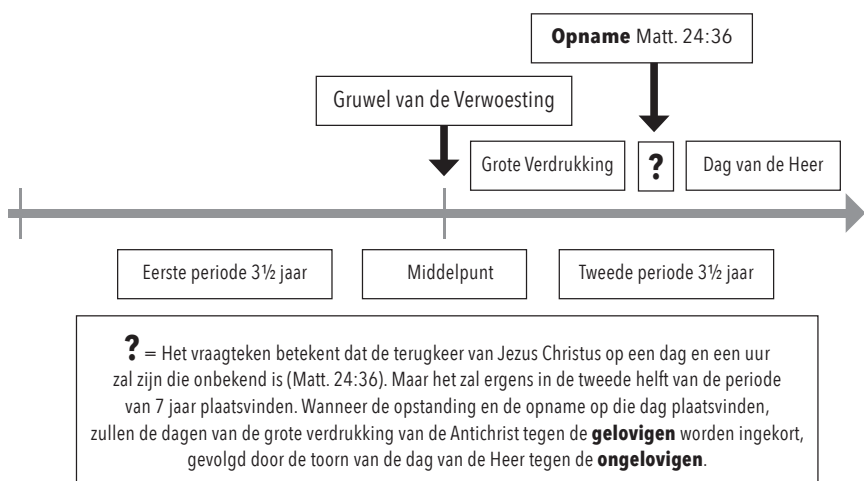 Opname Matt. 24:36
Gruwel van de Verwoesting
Grote Verdrukking
?
Dag van de Heer
Eerste periode 3½ jaar
Middelpunt
Tweede periode 3½ jaar
? = Het vraagteken betekent dat de terugkeer van Jezus Christus op een dag en een uur
zal zijn die onbekend is (Matt. 24:36). Maar het zal ergens in de tweede helft van de periode
van 7 jaar plaatsvinden. Wanneer de opstanding en de opname op die dag plaatsvinden,
zullen de dagen van de grote verdrukking van de Antichrist tegen de gelovigen worden ingekort,
gevolgd door de toorn van de dag van de Heer tegen de ongelovigen.